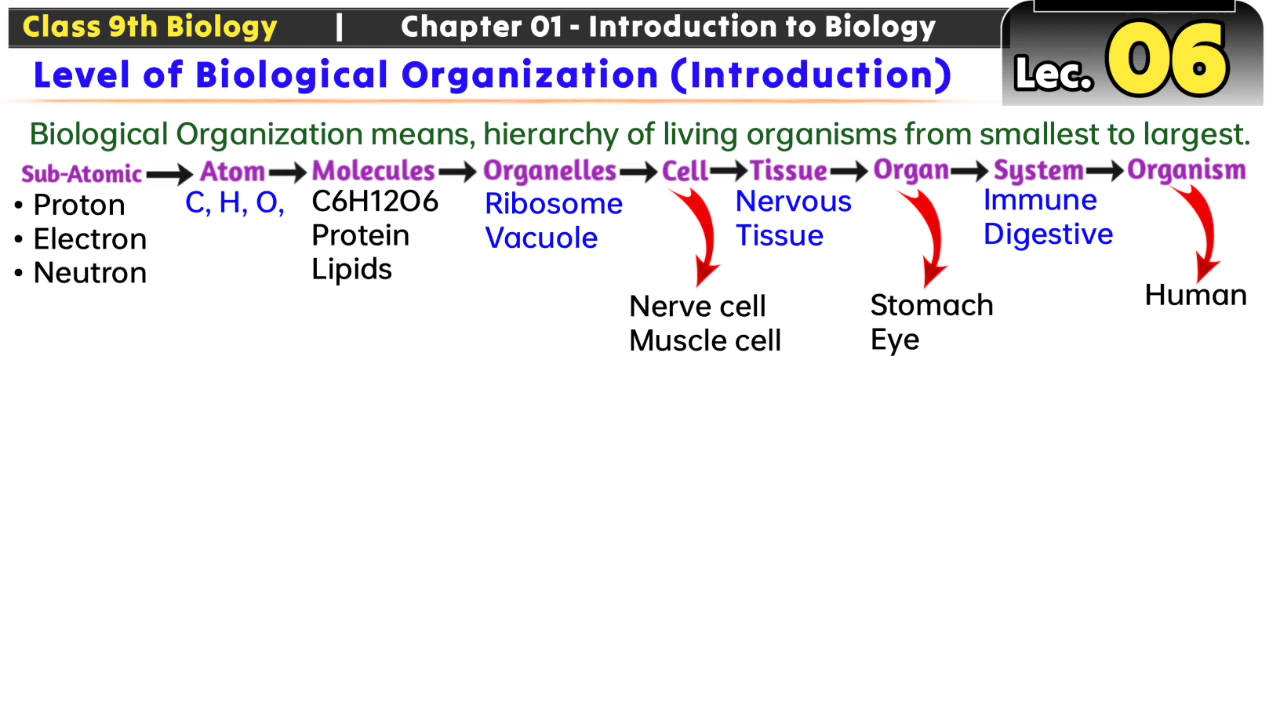 Class 9th Biology | Chapter 01 - Introduction to Biology
Lec. 06
Level of Biological Organization (Introduction)
Biological Organization means, hierarchy of living organisms from smallest to largest.
Sub-Atomic Atom Molecules Organelles Cell Tissue Organ System Organism
• Proton
• Electron
• Neutron
C, H, O,
C6H12O6
Protein
Lipids
Ribosome
Vacuole
Nerve cell
Muscle cell
Nervous
Tissue
Stomach
Eye
Immune
Digestive
Human